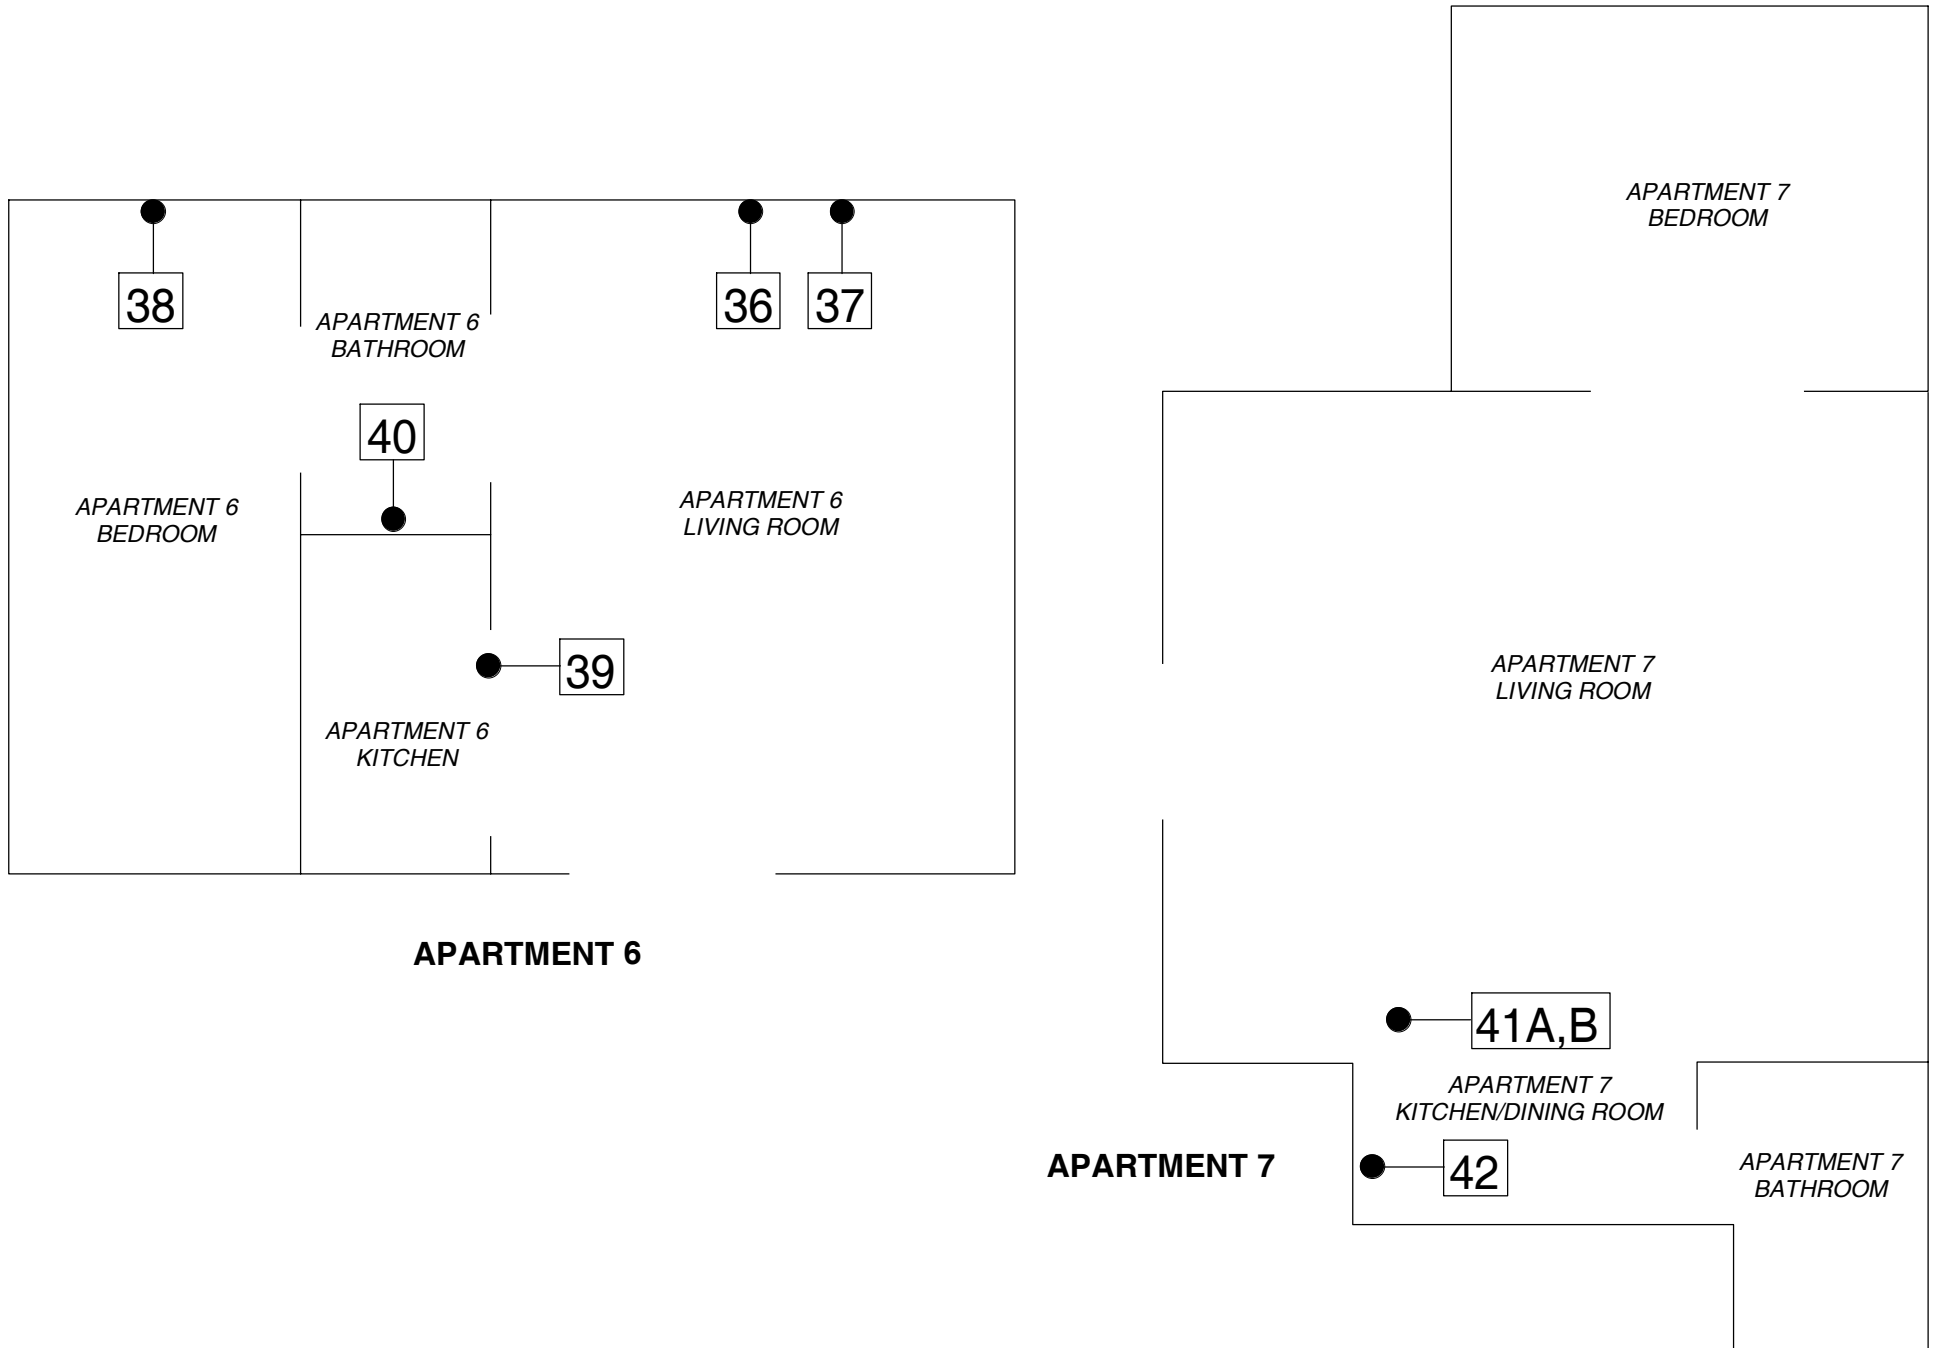 APARTMENT 7
BEDROOM
38
36
37
APARTMENT 6
BATHROOM
40
APARTMENT 6
BEDROOM
APARTMENT 6
LIVING ROOM
39
APARTMENT 7
LIVING ROOM
APARTMENT 6
KITCHEN
APARTMENT 6
41A,B
APARTMENT 7
KITCHEN/DINING ROOM
APARTMENT 7
42
APARTMENT 7
BATHROOM